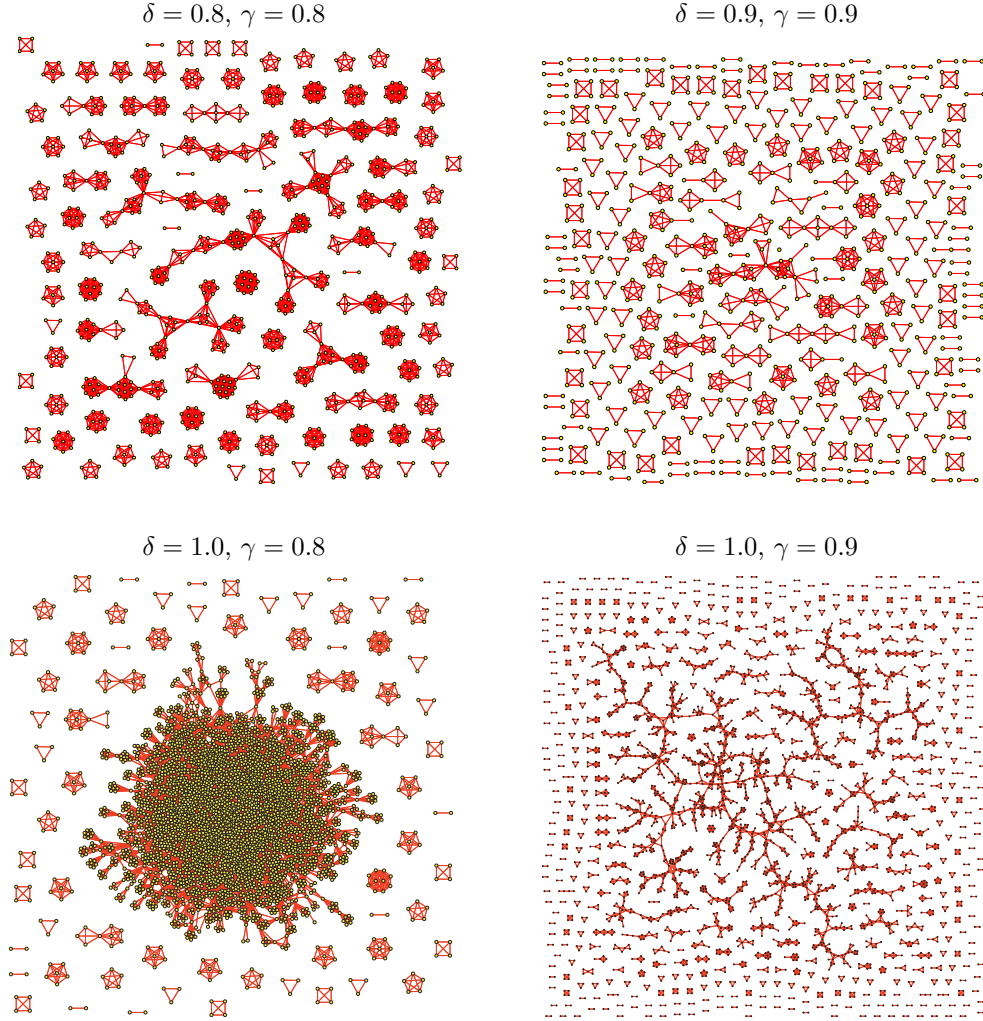 δ = 0.8, γ = 0.8
δ = 0.9, γ = 0.9
δ = 1.0, γ = 0.8
δ = 1.0, γ = 0.9